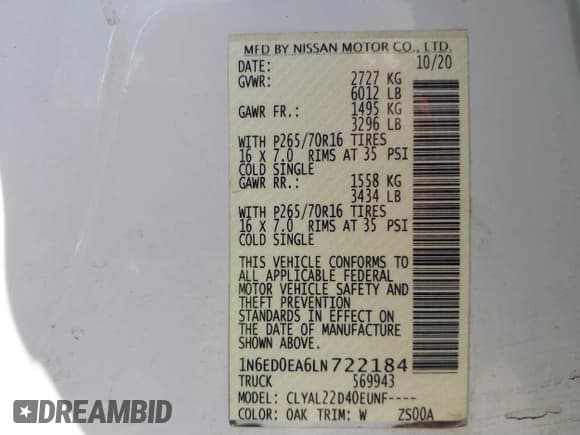 MFD BY NISSAN MOTOR CO., LTD.
DATE: 10/20
GVWR: 2727 KG
6012 LB
GAWR FR.: 1495 KG
3296 LB
WITH P265/70R16 TIRES
16 X 7.0 RIMS AT 35 PSI
COLD SINGLE
GAWR RR.: 1558 KG
3434 LB
WITH P265/70R16 TIRES
16 X 7.0 RIMS AT 35 PSI
COLD SINGLE
THIS VEHICLE CONFORMS TO
ALL APPLICABLE FEDERAL
MOTOR VEHICLE SAFETY AND
THEFT PREVENTION
STANDARDS IN EFFECT ON
THE DATE OF MANUFACTURE
SHOWN ABOVE.
1N6ED0EA6LN722184
TRUCK 569943
MODEL: CLYAL22D40EUNF----
COLOR: OAK TRIM: W ZS00A
DREAMBID